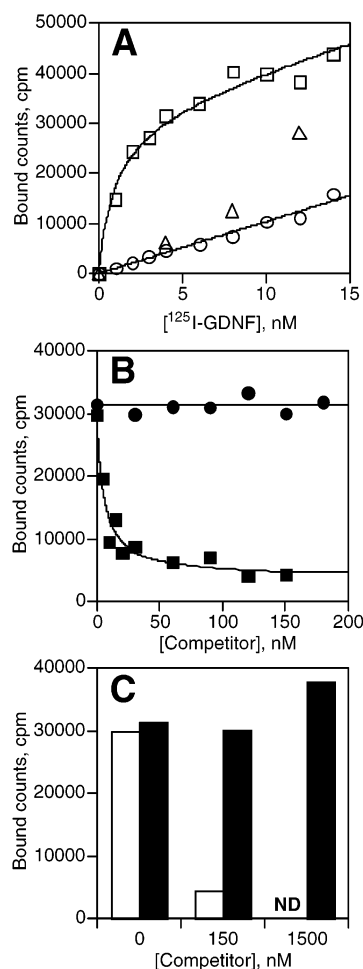 A
50000
40000
30000
20000
10000
0
Bound counts, cpm
0 5 10 15
[¹²⁵I-GDNF], nM
B
40000
30000
20000
10000
0
Bound counts, cpm
0 50 100 150 200
[Competitor], nM
C
40000
30000
20000
10000
0
Bound counts, cpm
ND
0 150 1500
[Competitor], nM